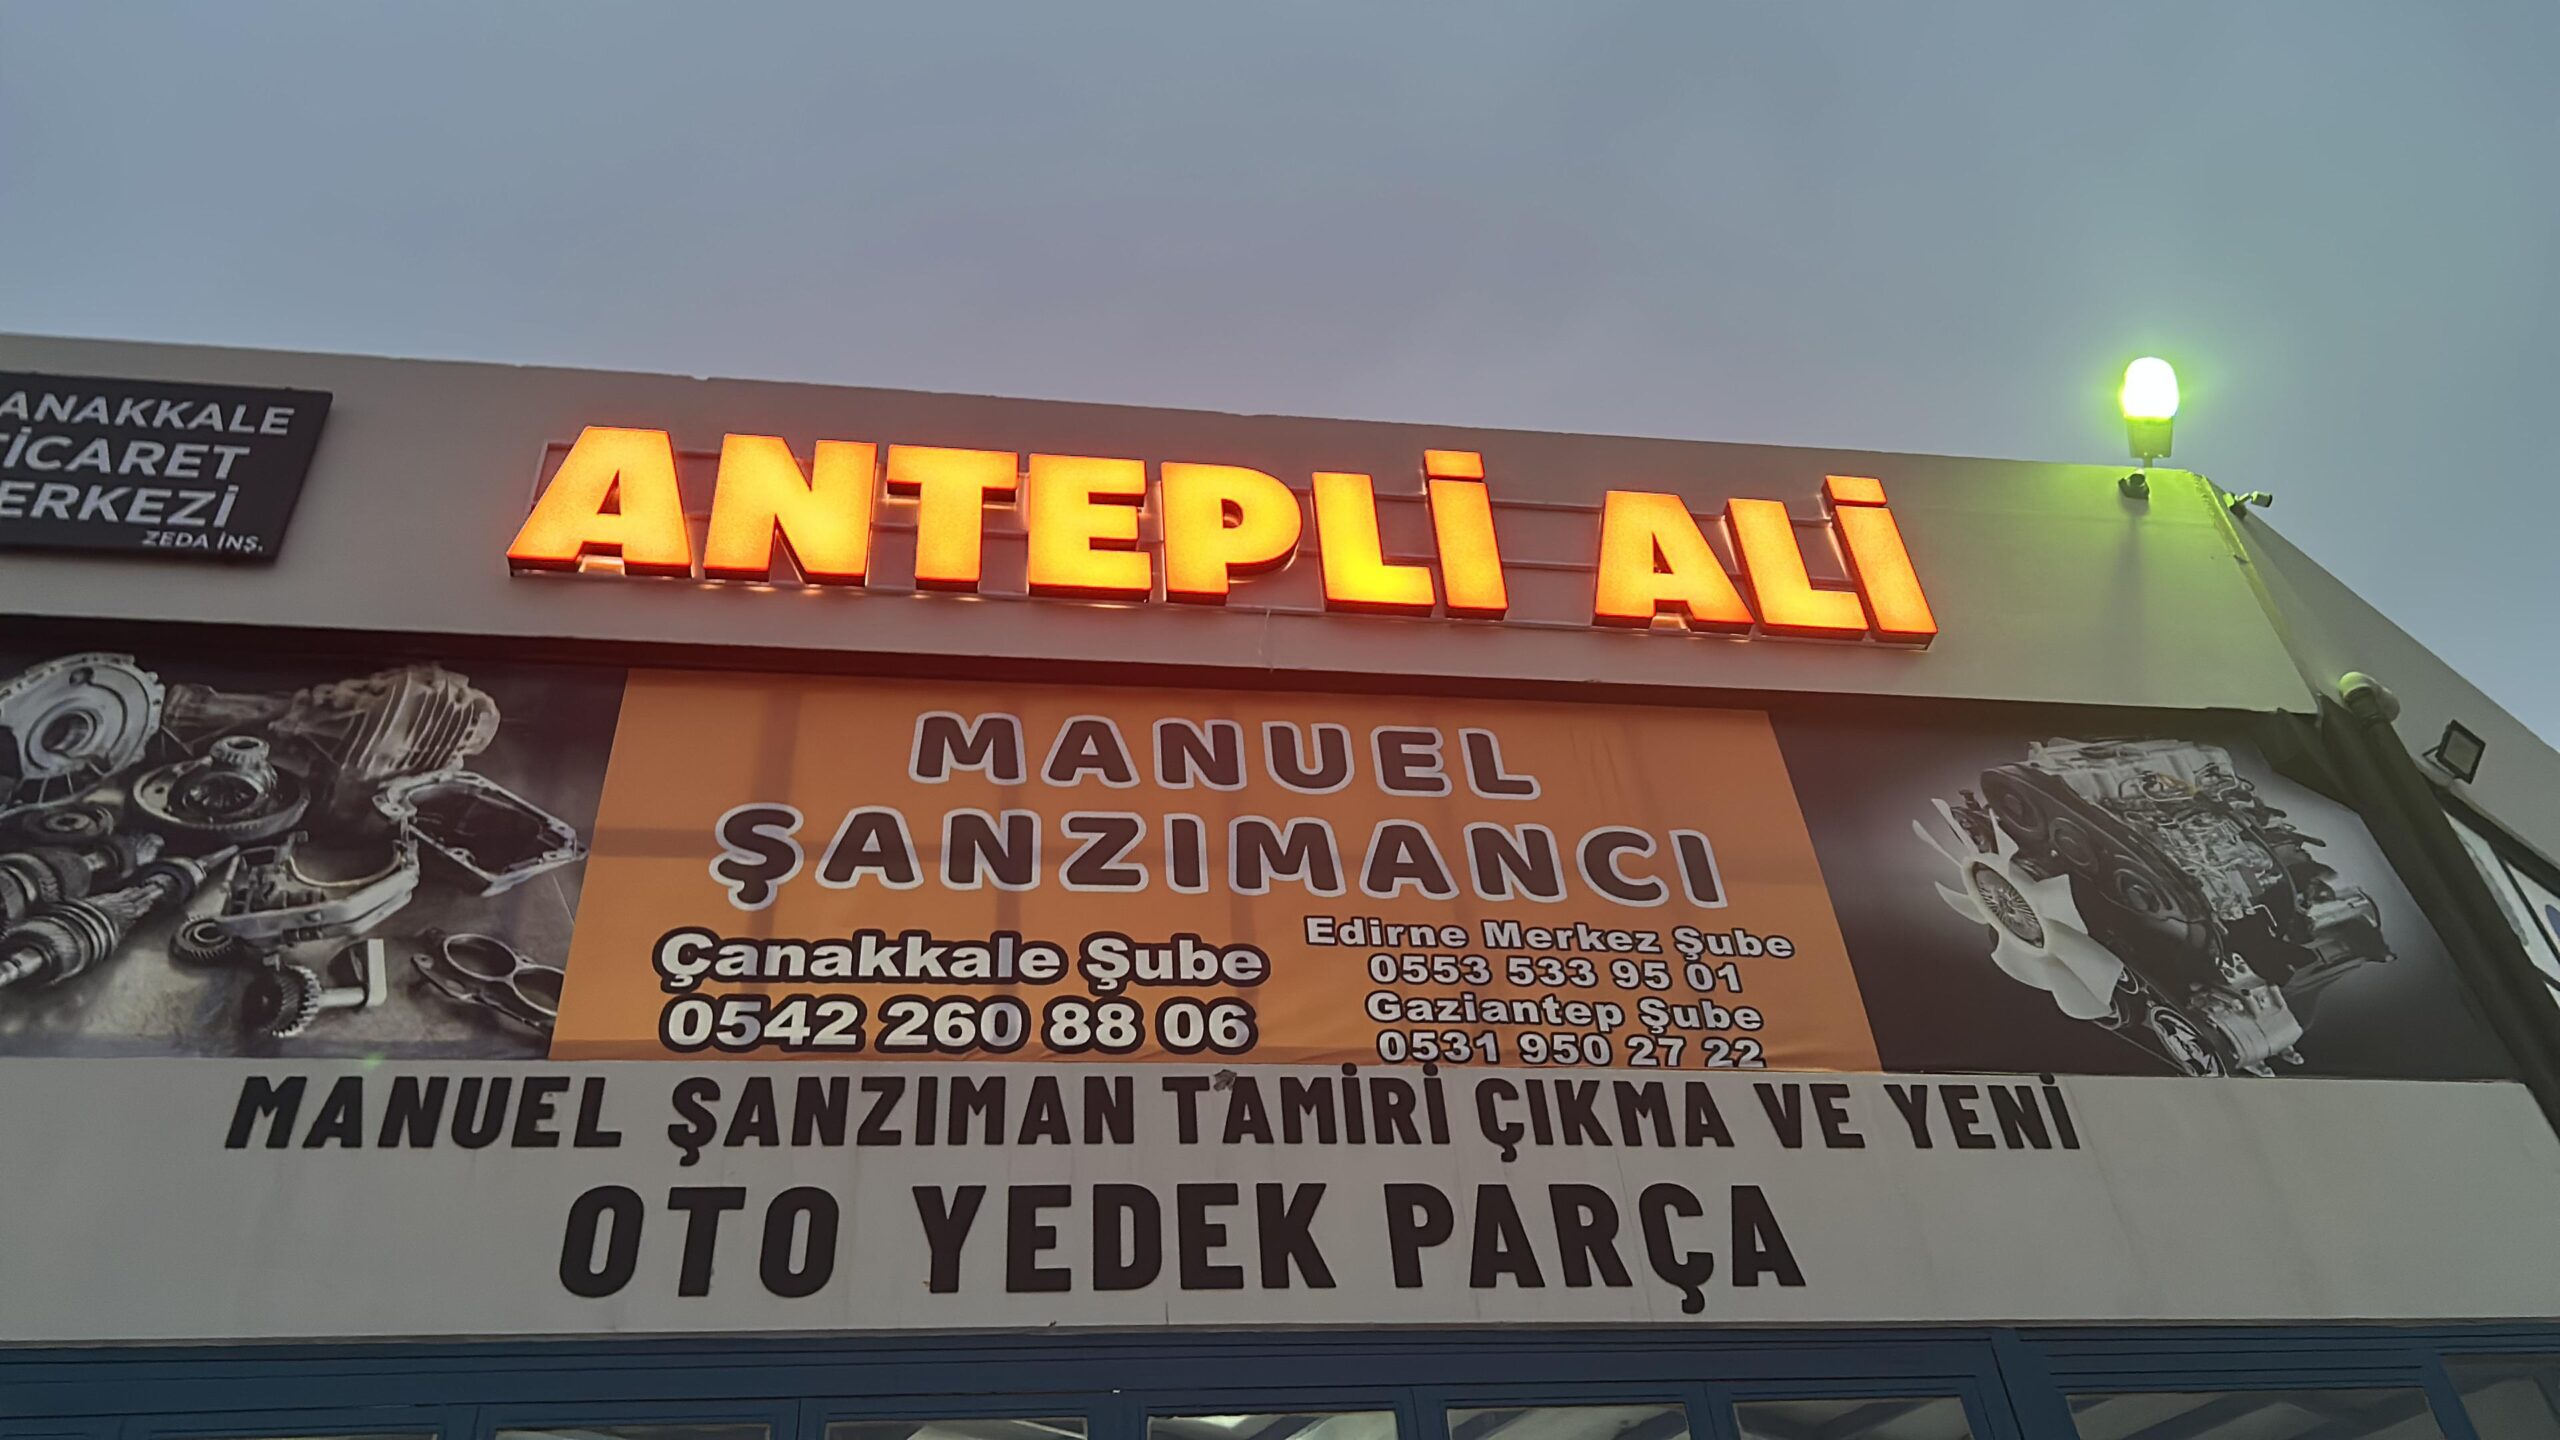 ANAKKALE
TİCARET
ERKEZİ
ZEDA İNŞ.
ANTEPLİ ALİ
MANUEL
ŞANZIMANCI
Çanakkale Şube
0542 260 88 06
Edirne Merkez Şube
0553 533 95 01
Gaziantep Şube
0531 950 27 22
MANUEL ŞANZIMAN TAMİRİ ÇIKMA VE YENİ
OTO YEDEK PARÇA